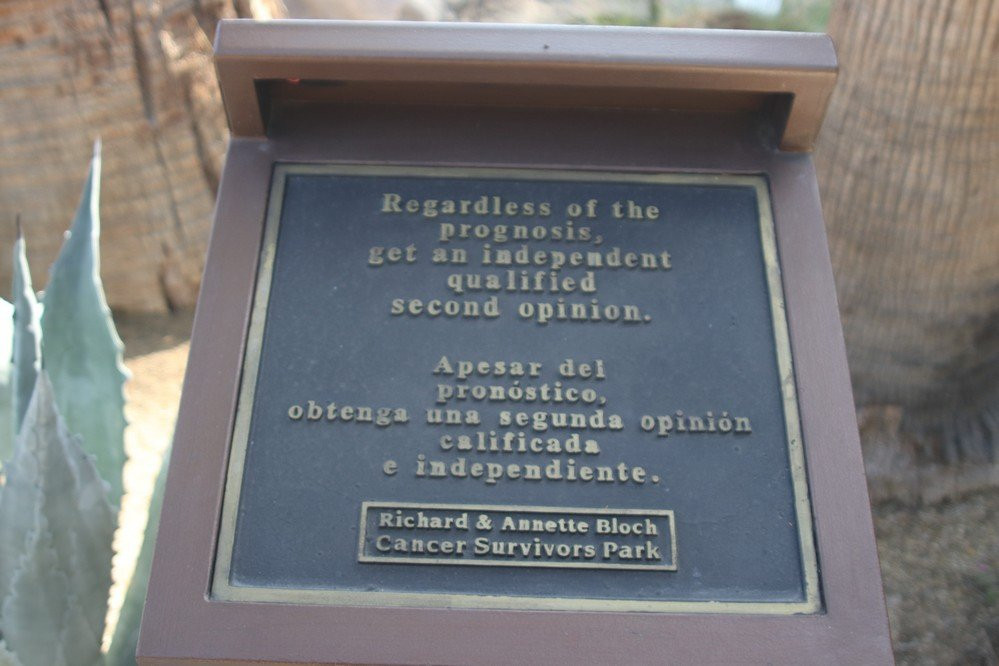 Regardless of the
prognosis,
get an independent
qualified
second opinion.
Apesar del
pronóstico,
obtenga una segunda opinión
calificada
e independiente.
Richard & Annette Bloch
Cancer Survivors Park